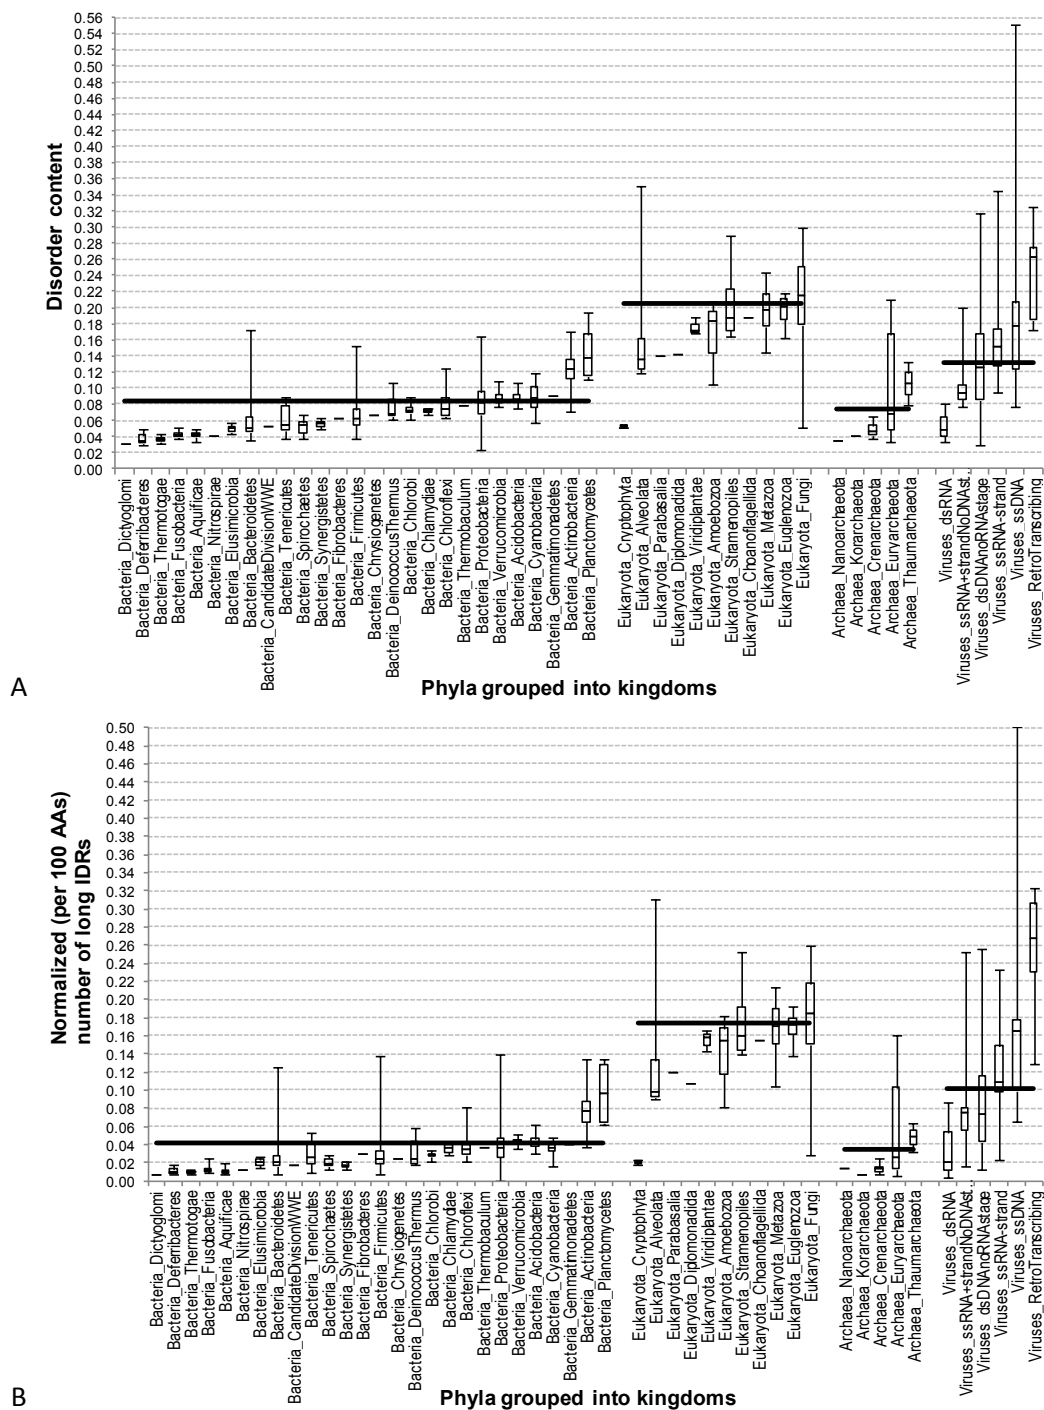 0.56
0.54
0.52
0.50
0.48
0.46
0.44
0.42
0.40
0.38
0.36
0.34
0.32
0.30
0.28
0.26
0.24
0.22
0.20
0.18
0.16
0.14
0.12
0.10
0.08
0.06
0.04
0.02
0.00
Disorder content
Bacteria_Dictyoglomi
Bacteria_Deferribacteres
Bacteria_Thermotogae
Bacteria_Fusobacteria
Bacteria_Aquificae
Bacteria_Nitrospirae
Bacteria_Elusimicrobia
Bacteria_Bacteroidetes
Bacteria_CandidateDivisionWWE
Bacteria_Tenericutes
Bacteria_Spirochaetes
Bacteria_Synergistetes
Bacteria_Fibrobacteres
Bacteria_Firmicutes
Bacteria_Chrysiogenetes
Bacteria_DeinococcusThermus
Bacteria_Chlorobi
Bacteria_Chlamydiae
Bacteria_Chloroflexi
Bacteria_Thermobaculum
Bacteria_Proteobacteria
Bacteria_Verrucomicrobia
Bacteria_Acidobacteria
Bacteria_Cyanobacteria
Bacteria_Gemmatimonadetes
Bacteria_Actinobacteria
Bacteria_Planctomycetes
Eukaryota_Cryptophyta
Eukaryota_Alveolata
Eukaryota_Parabasalia
Eukaryota_Diplomonadida
Eukaryota_Viridiplantae
Eukaryota_Amoebozoa
Eukaryota_Stramenopiles
Eukaryota_Choanoflagellida
Eukaryota_Metazoa
Eukaryota_Euglenozoa
Eukaryota_Fungi
Archaea_Nanoarchaeota
Archaea_Korarchaeota
Archaea_Crenarchaeota
Archaea_Euryarchaeota
Archaea_Thaumarchaeota
Viruses_dsRNA
Viruses_ssRNA+strandNoDNAst..
Viruses_dsDNAnoRNAstage
Viruses_ssRNA-strand
Viruses_ssDNA
Viruses_RetroTranscribing
A
Phyla grouped into kingdoms
0.50
0.48
0.46
0.44
0.42
0.40
0.38
0.36
0.34
0.32
0.30
0.28
0.26
0.24
0.22
0.20
0.18
0.16
0.14
0.12
0.10
0.08
0.06
0.04
0.02
0.00
Normalized (per 100 AAs)
number of long IDRs
Bacteria_Dictyoglomi
Bacteria_Deferribacteres
Bacteria_Thermotogae
Bacteria_Fusobacteria
Bacteria_Aquificae
Bacteria_Nitrospirae
Bacteria_Elusimicrobia
Bacteria_Bacteroidetes
Bacteria_CandidateDivisionWWE
Bacteria_Tenericutes
Bacteria_Spirochaetes
Bacteria_Synergistetes
Bacteria_Fibrobacteres
Bacteria_Firmicutes
Bacteria_Chrysiogenetes
Bacteria_DeinococcusThermus
Bacteria_Chlorobi
Bacteria_Chlamydiae
Bacteria_Chloroflexi
Bacteria_Thermobaculum
Bacteria_Proteobacteria
Bacteria_Verrucomicrobia
Bacteria_Acidobacteria
Bacteria_Cyanobacteria
Bacteria_Gemmatimonadetes
Bacteria_Actinobacteria
Bacteria_Planctomycetes
Eukaryota_Cryptophyta
Eukaryota_Alveolata
Eukaryota_Parabasalia
Eukaryota_Diplomonadida
Eukaryota_Viridiplantae
Eukaryota_Amoebozoa
Eukaryota_Stramenopiles
Eukaryota_Choanoflagellida
Eukaryota_Metazoa
Eukaryota_Euglenozoa
Eukaryota_Fungi
Archaea_Nanoarchaeota
Archaea_Korarchaeota
Archaea_Crenarchaeota
Archaea_Euryarchaeota
Archaea_Thaumarchaeota
Viruses_dsRNA
Viruses_ssRNA+strandNoDNAst..
Viruses_dsDNAnoRNAstage
Viruses_ssRNA-strand
Viruses_ssDNA
Viruses_RetroTranscribing
B
Phyla grouped into kingdoms